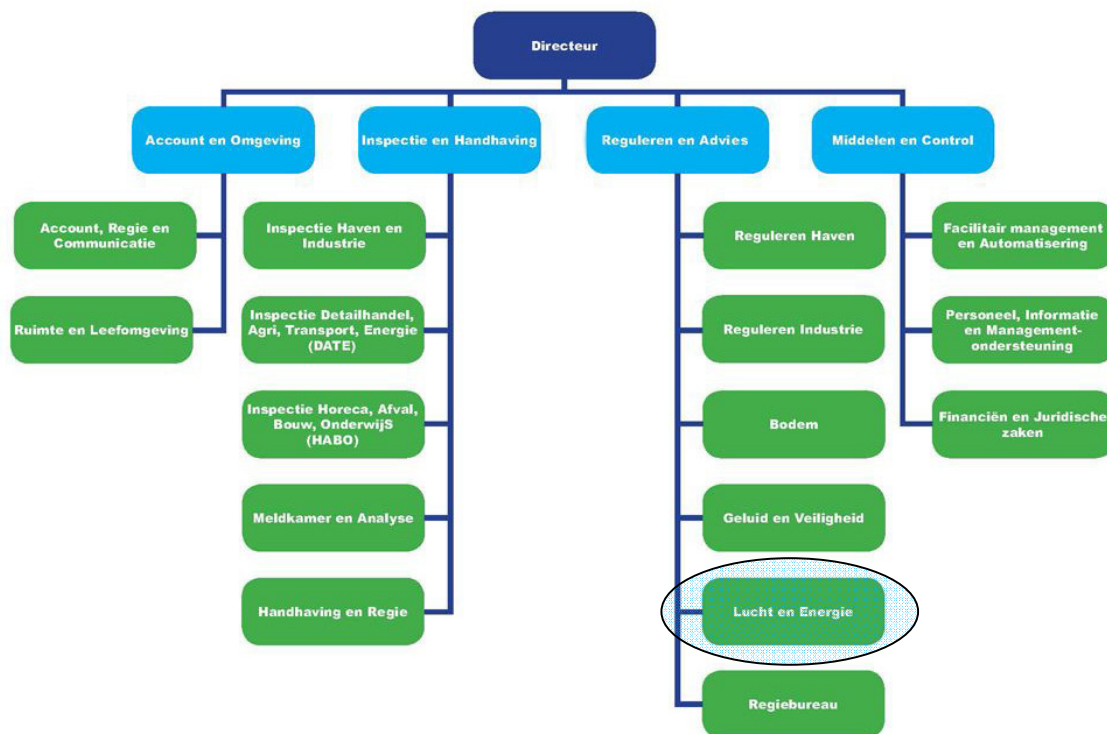 Directeur
Account en Omgeving
Inspectie en Handhaving
Reguleren en Advies
Middelen en Control
Account, Regie en
Communicatie
Ruimte en Leefomgeving
Inspectie Haven en
Industrie
Inspectie Detailhandel,
Agri, Transport, Energie
(DATE)
Inspectie Horeca, Afval,
Bouw, OnderwijS
(HABO)
Meldkamer en Analyse
Handhaving en Regie
Reguleren Haven
Reguleren Industrie
Bodem
Geluid en Veiligheid
Lucht en Energie
Regiebureau
Facilitair management
en Automatisering
Personeel, Informatie
en Management-
ondersteuning
Financiën en Juridische
zaken